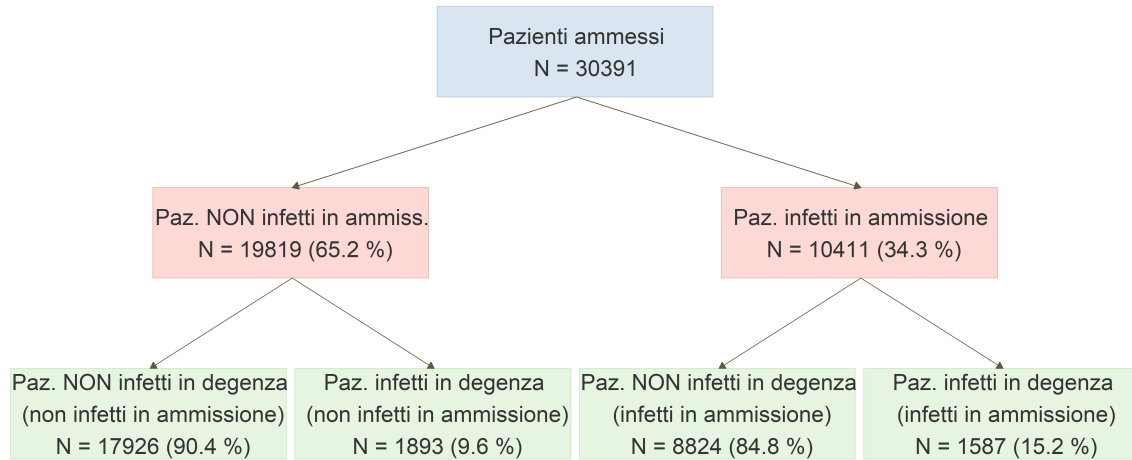 Pazienti ammessi
N = 30391
Paz. NON infetti in ammiss.
N = 19819 (65.2 %)
Paz. infetti in ammissione
N = 10411 (34.3 %)
Paz. NON infetti in degenza
(non infetti in ammissione)
N = 17926 (90.4 %)
Paz. infetti in degenza
(non infetti in ammissione)
N = 1893 (9.6 %)
Paz. NON infetti in degenza
(infetti in ammissione)
N = 8824 (84.8 %)
Paz. infetti in degenza
(infetti in ammissione)
N = 1587 (15.2 %)